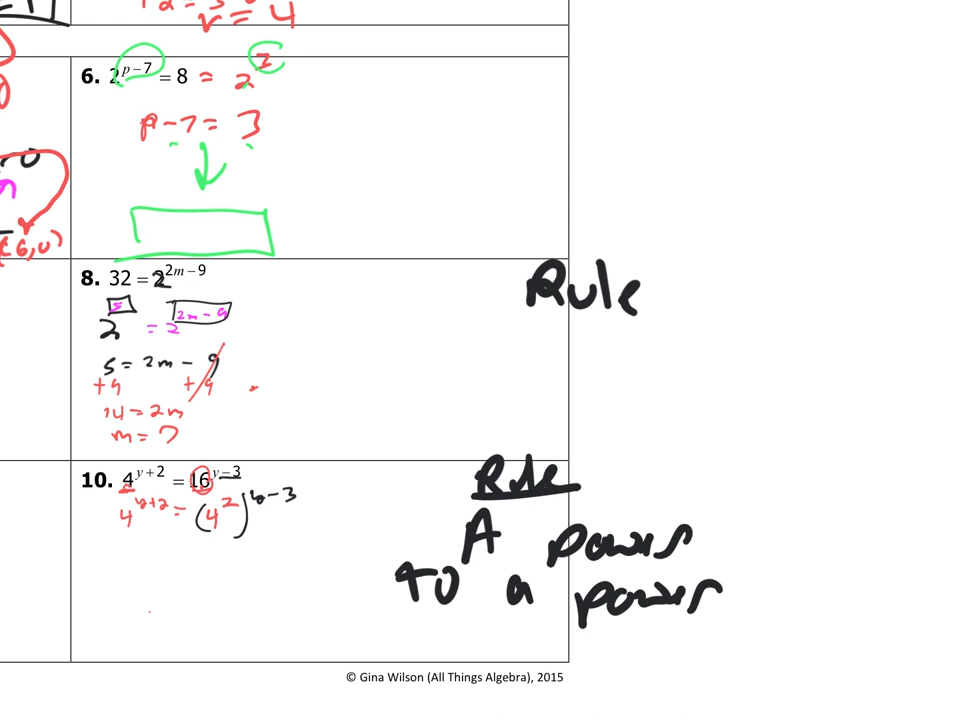 r = 4
6. 2^{p-7} = 8 = 2^3
p - 7 = 3
(6, 0)
8. 32 = 2^{2m-9}
2^5 = 2^{2m-9}
5 = 2m - 9
+9 +9
14 = 2m
m = 7
Rule
10. 4^{y+2} = 16^{y-3}
4^{y+2} = (4^2)^{y-3}
Rule
A power
to a power
© Gina Wilson (All Things Algebra), 2015